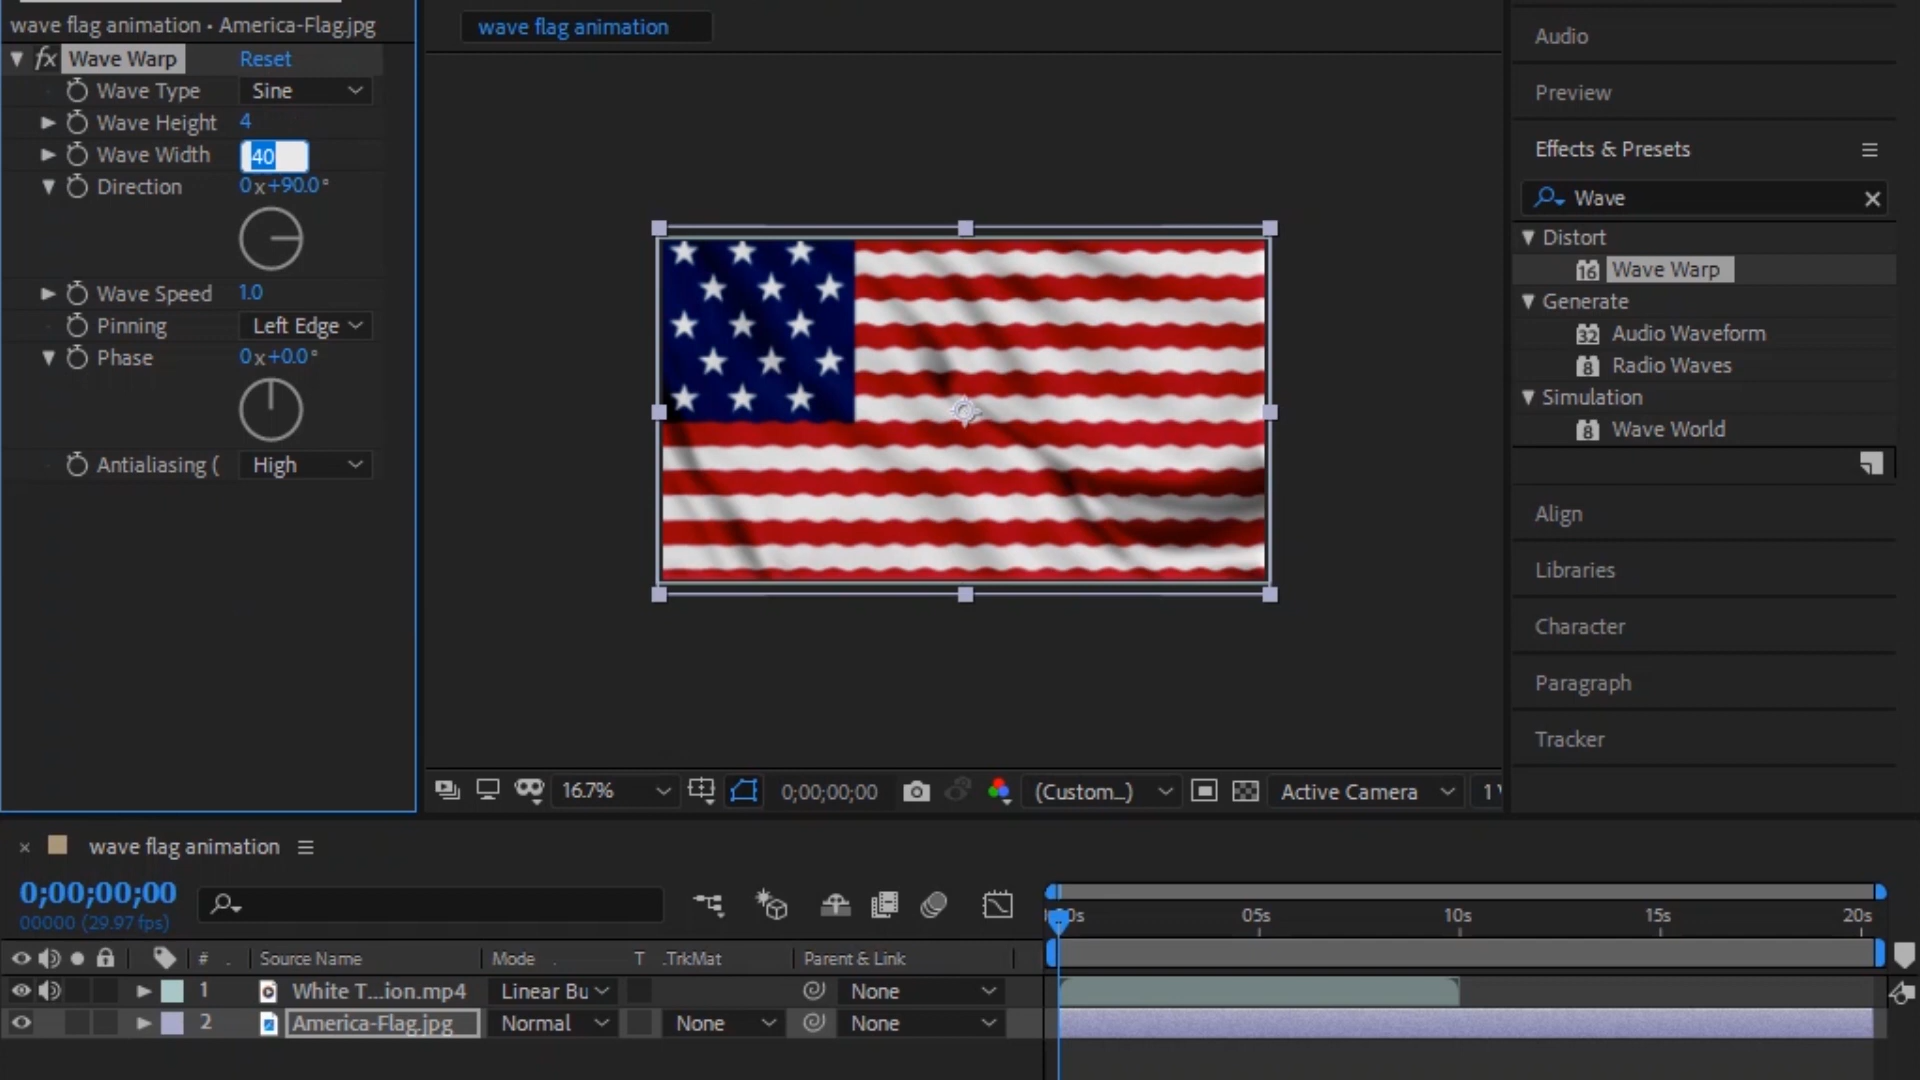 wave flag animation • America-Flag.jpg
fx Wave Warp Reset
Wave Type Sine
Wave Height 4
Wave Width 40
Direction 0x+90.0°
Wave Speed 1.0
Pinning Left Edge
Phase 0x+0.0°
Antialiasing ( High
wave flag animation
16.7% 0;00;00;00 (Custom...) Active Camera
Audio
Preview
Effects & Presets
Wave
Distort
16 Wave Warp
Generate
32 Audio Waveform
8 Radio Waves
Simulation
8 Wave World
Align
Libraries
Character
Paragraph
Tracker
wave flag animation
0;00;00;00
00000 (29.97 fps)
05s 10s 15s 20s
# Source Name Mode T .TrkMat Parent & Link
1 White T...ion.mp4 Linear Bu None
2 America-Flag.jpg Normal None None